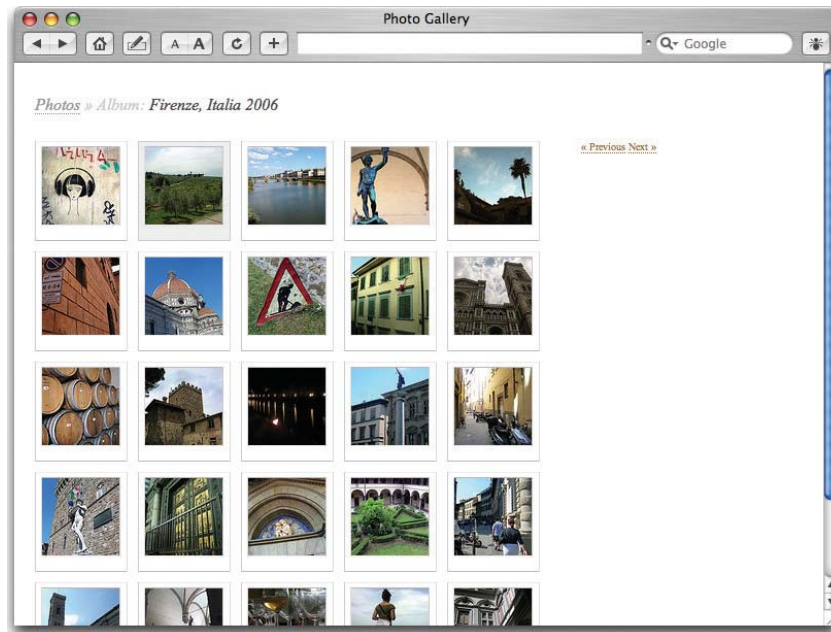 Photo Gallery
A A
Google
Photos » Album: Firenze, Italia 2006
« Previous Next »